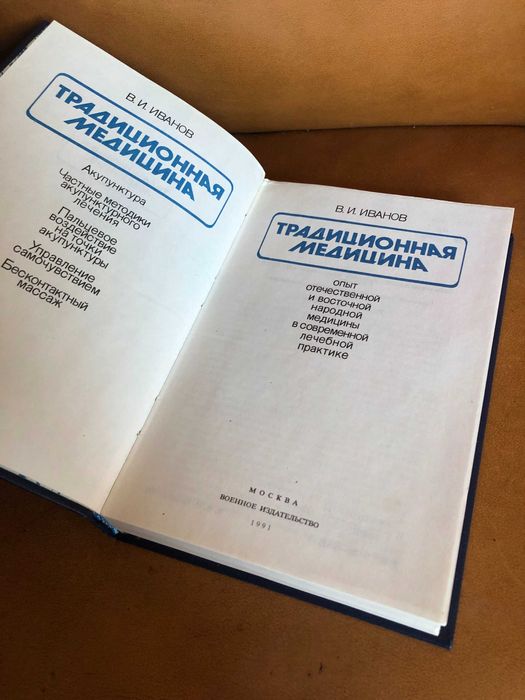 В. И. ИВАНОВ
ТРАДИЦИОННАЯ
МЕДИЦИНА
Акупунктура
Частные методики
акупунктурного
лечения
Пальцевое
воздействие
на точки
акупунктуры
Управление
самочувствием
Бесконтактный
массаж
В. И. ИВАНОВ
ТРАДИЦИОННАЯ
МЕДИЦИНА
опыт
отечественной
и восточной
народной
медицины
в современной
лечебной
практике
МОСКВА
ВОЕННОЕ ИЗДАТЕЛЬСТВО
1991